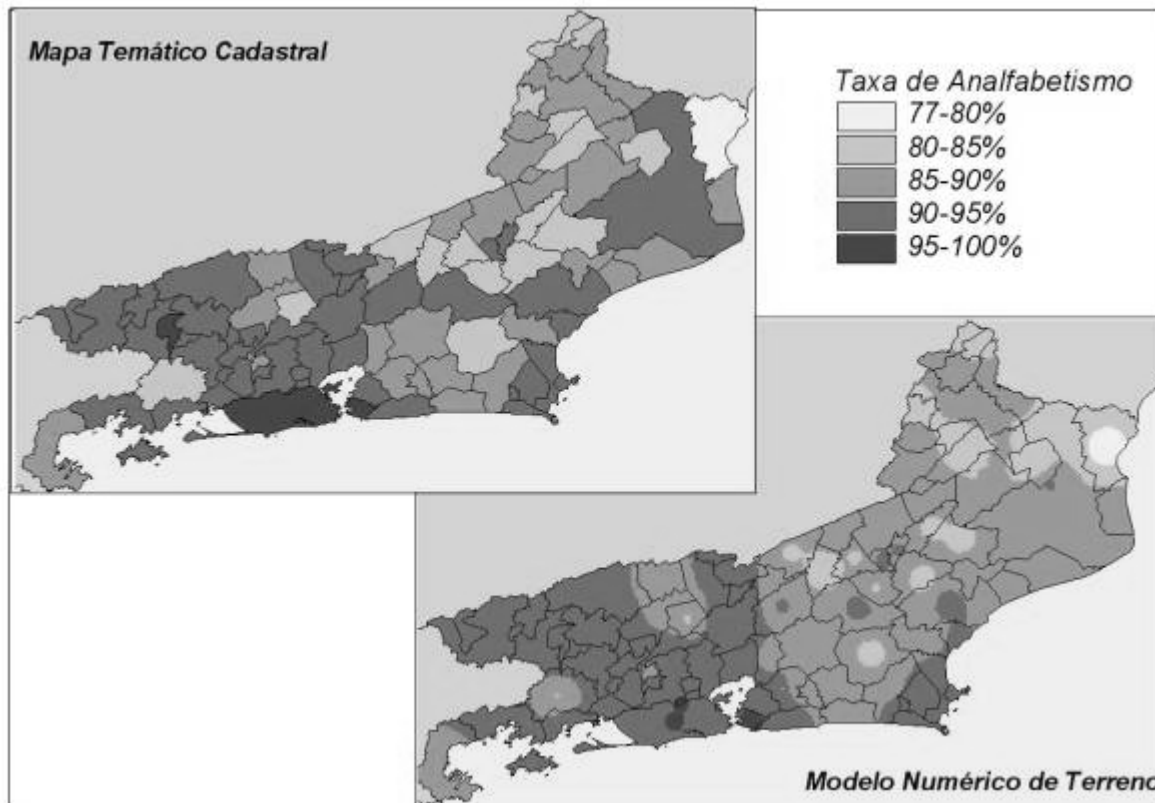 Mapa Temático Cadastral
Taxa de Analfabetismo
77-80%
80-85%
85-90%
90-95%
95-100%
Modelo Numérico de Terreno